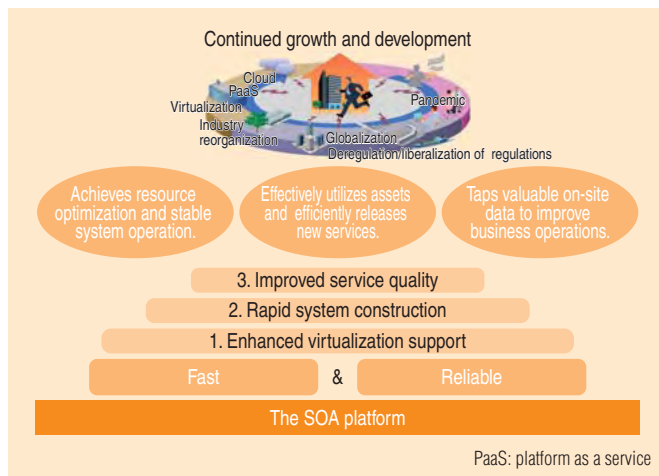 Continued growth and development
Cloud
PaaS
Virtualization
Pandemic
Industry
reorganization
Globalization
Deregulation/liberalization of regulations
Achieves resource
optimization and stable
system operation.
Effectively utilizes assets
and efficiently releases
new services.
Taps valuable on-site
data to improve
business operations.
3. Improved service quality
2. Rapid system construction
1. Enhanced virtualization support
Fast & Reliable
The SOA platform
PaaS: platform as a service